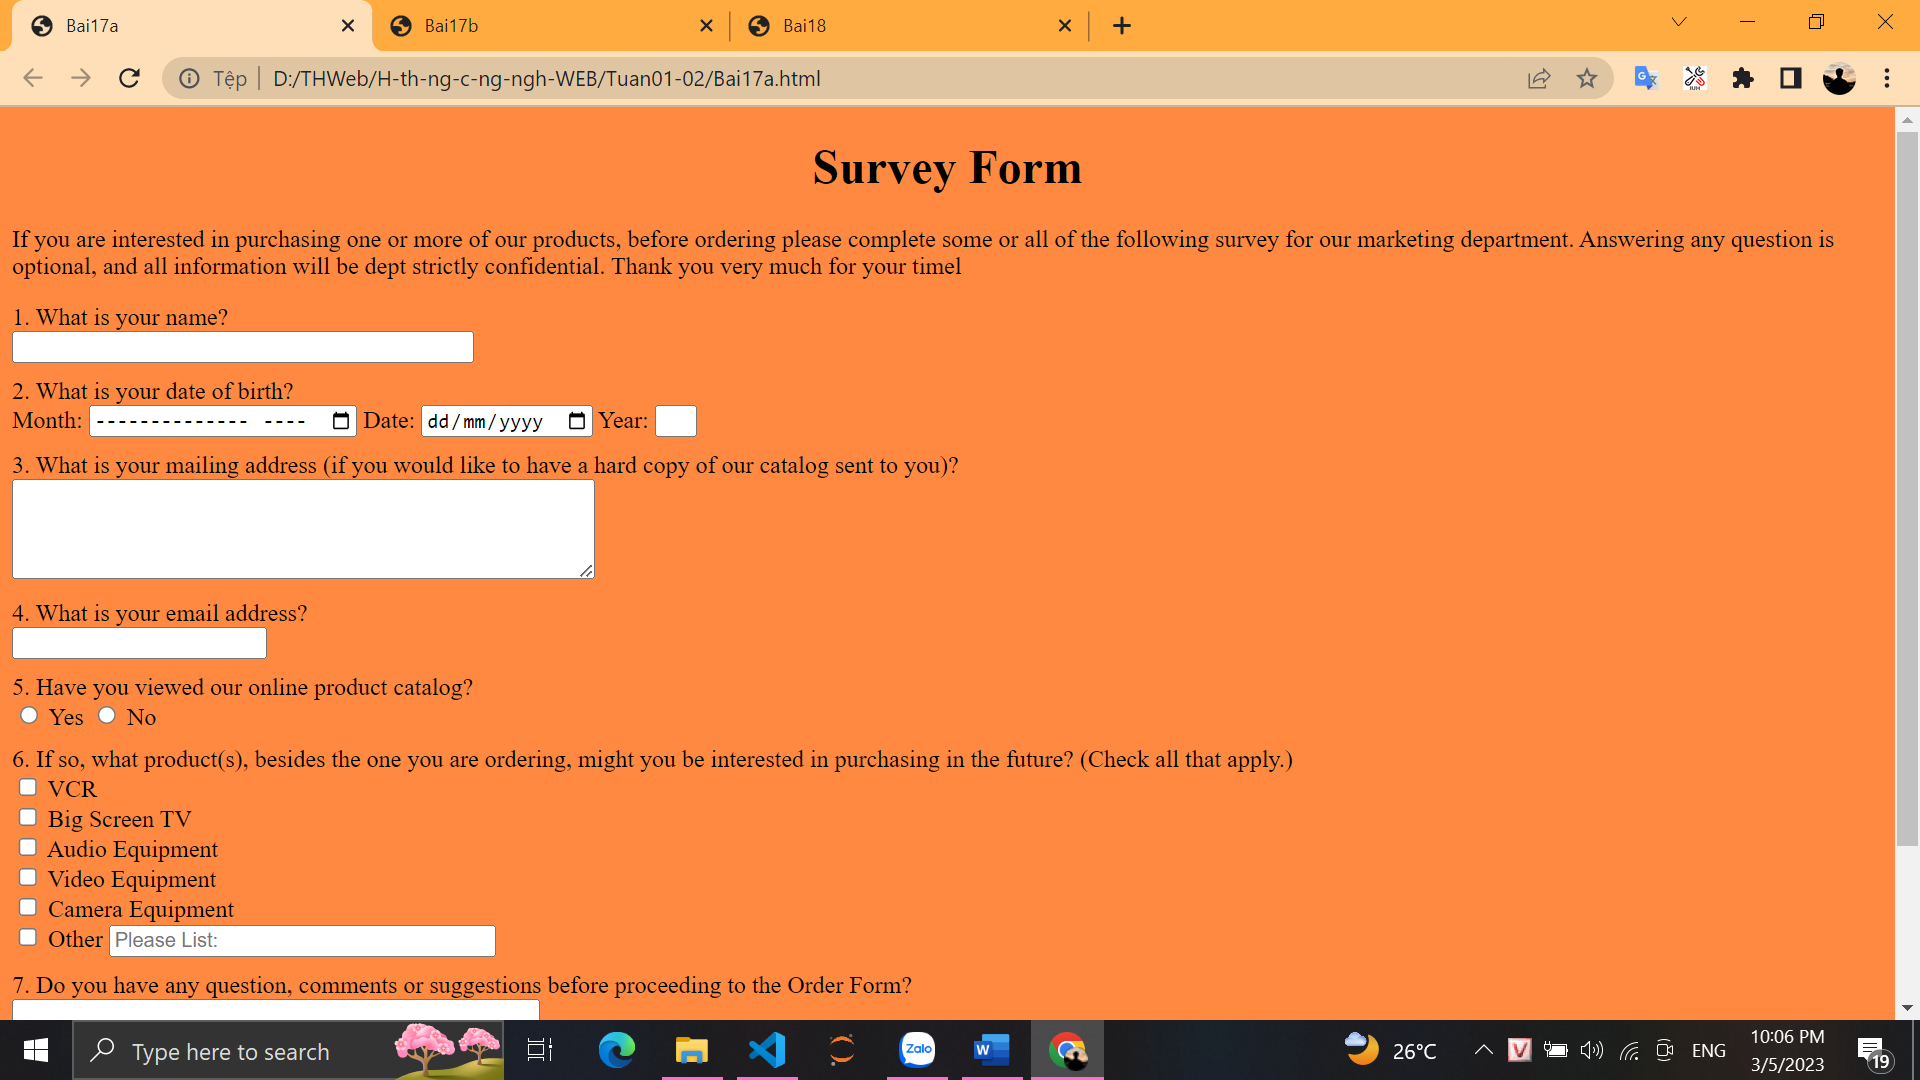 Bai17a
Bai17b
Bai18
Tệp
D:/THWeb/H-th-ng-c-ng-ngh-WEB/Tuan01-02/Bai17a.html
Survey Form
If you are interested in purchasing one or more of our products, before ordering please complete some or all of the following survey for our marketing department. Answering any question is
optional, and all information will be dept strictly confidential. Thank you very much for your timel
1. What is your name?
2. What is your date of birth?
Month: -------------- ---- Date: dd/mm/yyyy Year:
3. What is your mailing address (if you would like to have a hard copy of our catalog sent to you)?
4. What is your email address?
5. Have you viewed our online product catalog?
Yes No
6. If so, what product(s), besides the one you are ordering, might you be interested in purchasing in the future? (Check all that apply.)
VCR
Big Screen TV
Audio Equipment
Video Equipment
Camera Equipment
Other Please List:
7. Do you have any question, comments or suggestions before proceeding to the Order Form?
Type here to search
Zalo
W
26°C
V
ENG
10:06 PM
3/5/2023
19